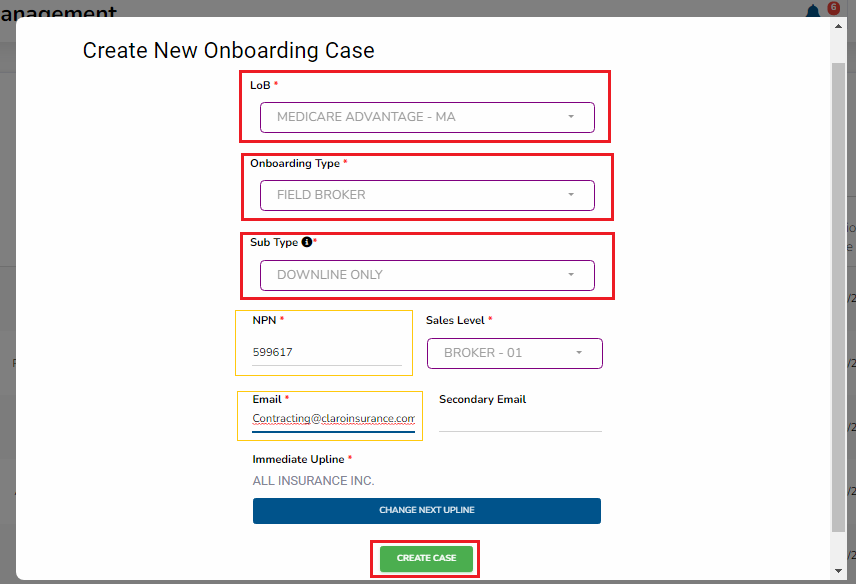 anagement
6
Create New Onboarding Case
LoB *
MEDICARE ADVANTAGE - MA
Onboarding Type *
FIELD BROKER
Sub Type *
DOWNLINE ONLY
NPN *
Sales Level *
599617
BROKER - 01
Email *
Secondary Email
Contracting@claroinsurance.com
Immediate Upline *
ALL INSURANCE INC.
CHANGE NEXT UPLINE
CREATE CASE